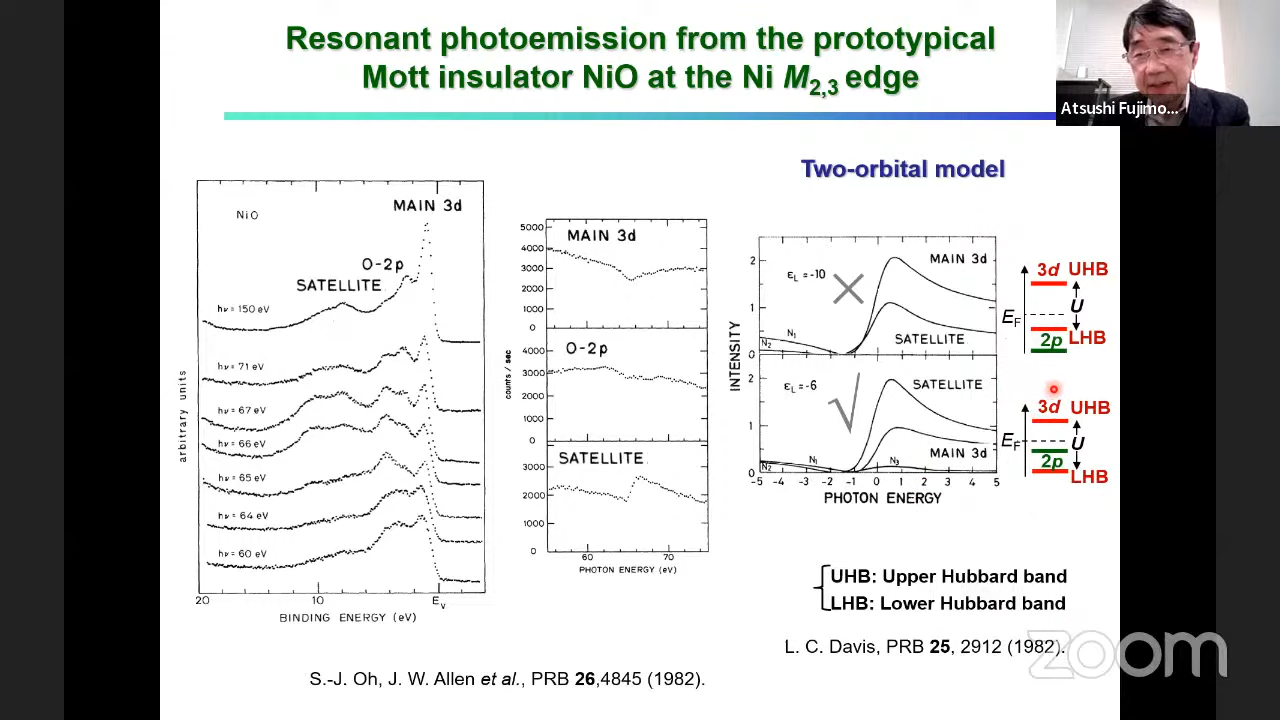 Resonant photoemission from the prototypical
Mott insulator NiO at the Ni M2,3 edge
Atsushi Fujimo...
Two-orbital model
NiO
MAIN 3d
O-2p
SATELLITE
hν = 150 eV
hν = 71 eV
hν = 67 eV
hν = 66 eV
hν = 65 eV
hν = 64 eV
hν = 60 eV
arbitrary units
20 10 Ev
BINDING ENERGY (eV)
5000
MAIN 3d
4000
3000
2000
1000
0
O-2p
4000
3000
2000
1000
0
counts / sec
SATELLITE
3000
2000
1000
0
60 70
PHOTON ENERGY (eV)
2
MAIN 3d
εL = -10
1
N1
N2
SATELLITE
0
INTENSITY
2
εL = -6
SATELLITE
1
MAIN 3d
N2
N1
N3
0
-5 -4 -3 -2 -1 0 1 2 3 4 5
PHOTON ENERGY
3d UHB
U
EF
2p LHB
3d UHB
EF
U
2p
LHB
UHB: Upper Hubbard band
LHB: Lower Hubbard band
L. C. Davis, PRB 25, 2912 (1982).
S.-J. Oh, J. W. Allen et al., PRB 26,4845 (1982).
zoom